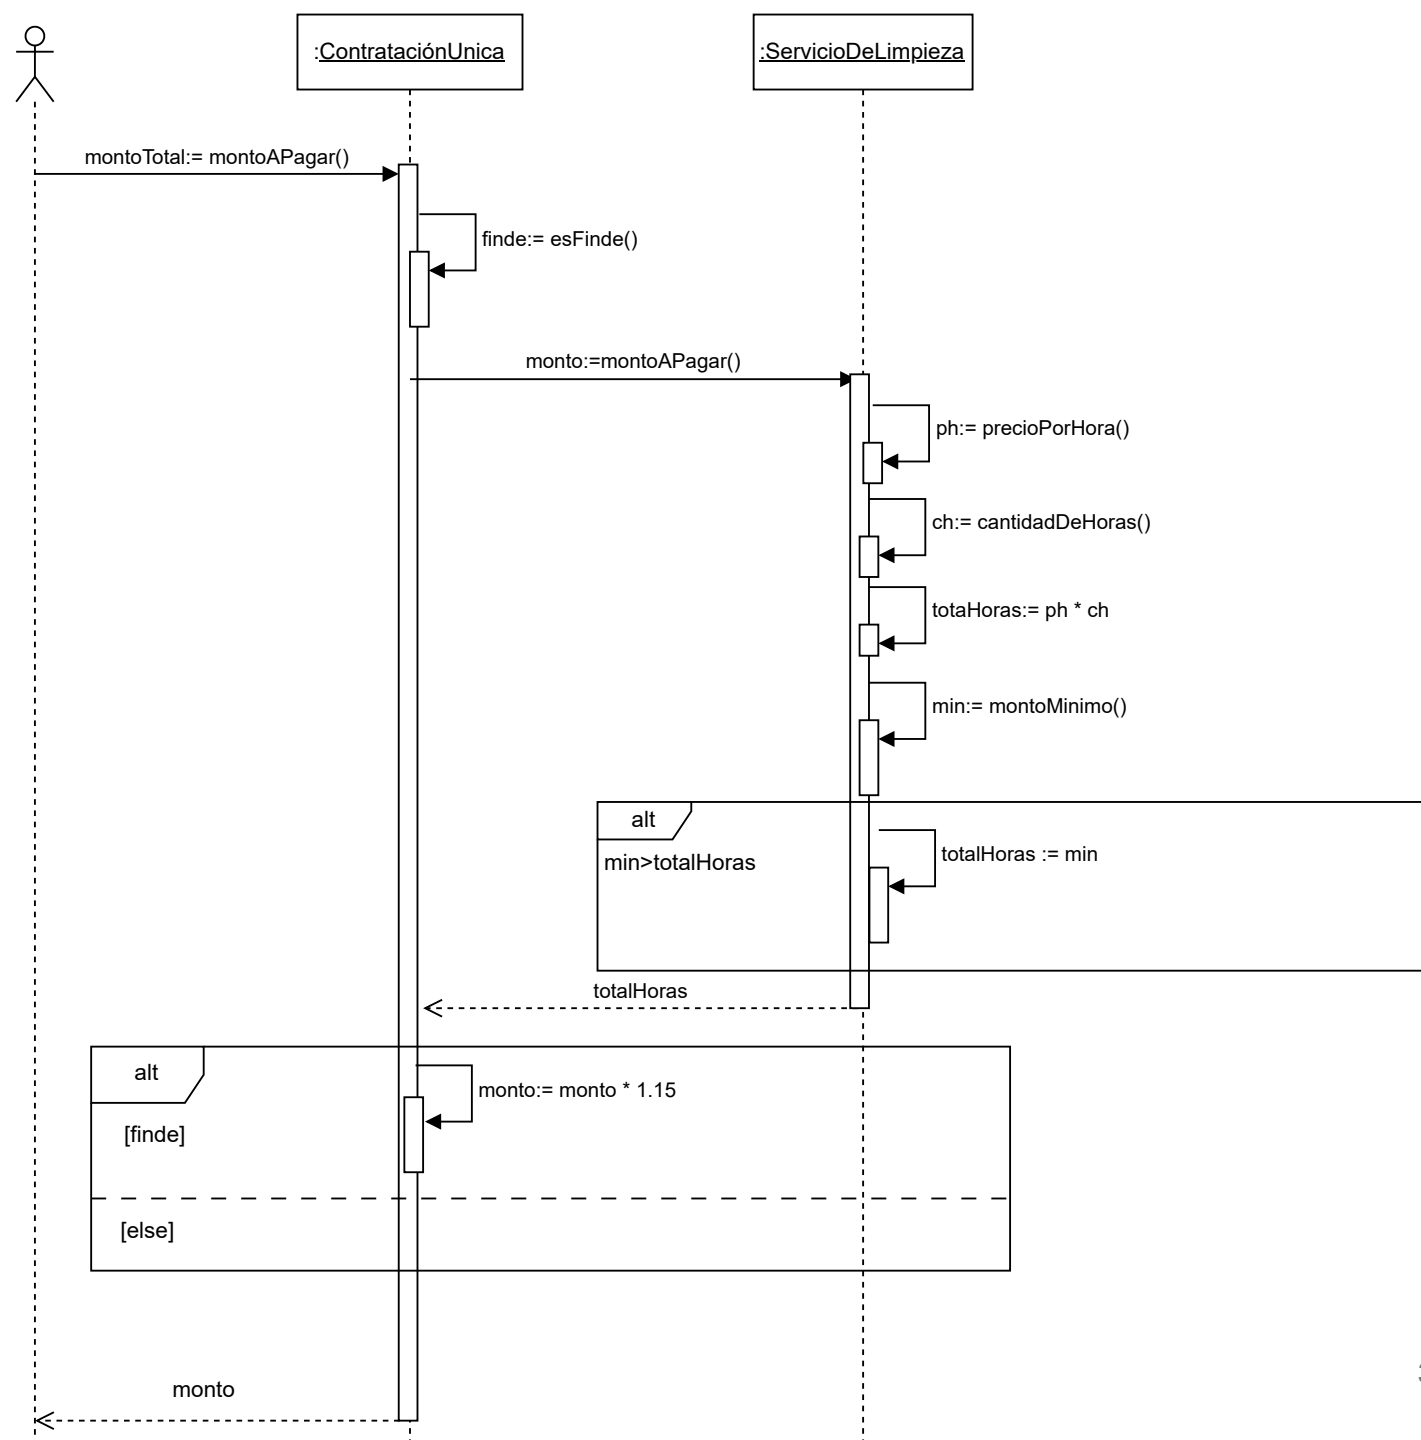 :ContrataciónUnica
:ServicioDeLimpieza
montoTotal:= montoAPagar()
finde:= esFinde()
monto:=montoAPagar()
ph:= precioPorHora()
ch:= cantidadDeHoras()
totaHoras:= ph * ch
min:= montoMinimo()
alt
min>totalHoras
totalHoras := min
totalHoras
alt
monto:= monto * 1.15
[finde]
[else]
monto